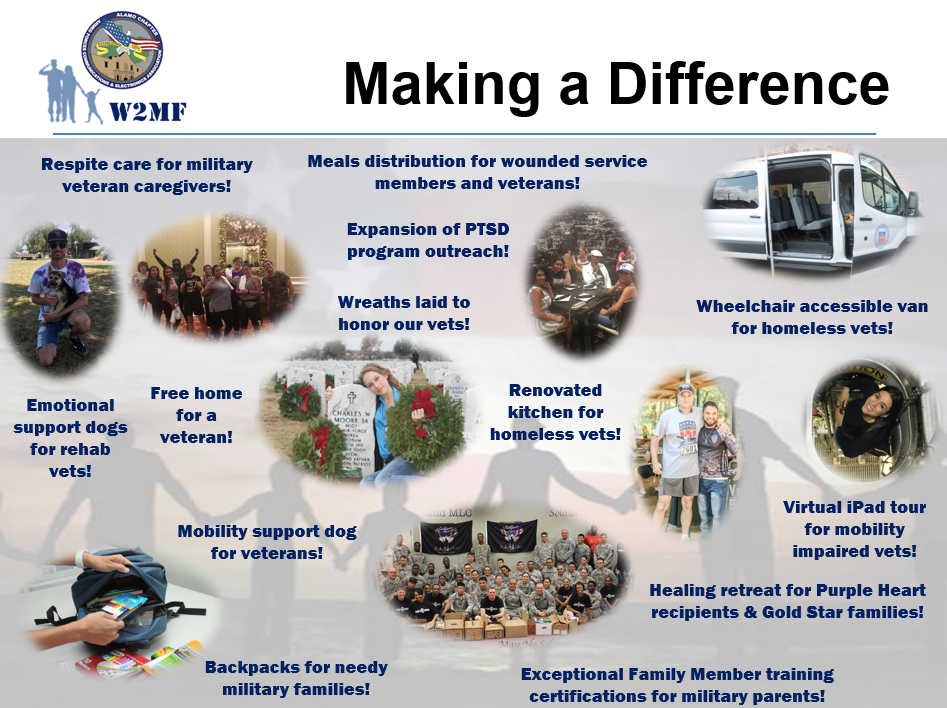 ALAMO CHAPTER
W2MF
Making a Difference
Respite care for military
veteran caregivers!
Meals distribution for wounded service
members and veterans!
Expansion of PTSD
program outreach!
Wreaths laid to
honor our vets!
Wheelchair accessible van
for homeless vets!
Emotional
support dogs
for rehab
vets!
Free home
for a
veteran!
CHARLES W
MOORE SR
Renovated
kitchen for
homeless vets!
Virtual iPad tour
for mobility
impaired vets!
Mobility support dog
for veterans!
Healing retreat for Purple Heart
recipients & Gold Star families!
Backpacks for needy
military families!
Exceptional Family Member training
certifications for military parents!